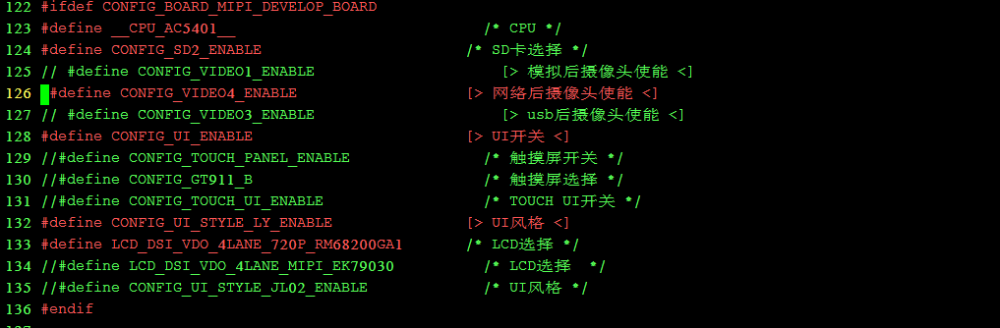 122 #ifdef CONFIG_BOARD_MIPI_DEVELOP_BOARD
123 #define __CPU_AC5401__ /* CPU */
124 #define CONFIG_SD2_ENABLE /* SD卡选择 */
125 // #define CONFIG_VIDEO1_ENABLE [> 模拟后摄像头使能 <]
126 #define CONFIG_VIDEO4_ENABLE [> 网络后摄像头使能 <]
127 // #define CONFIG_VIDEO3_ENABLE [> usb后摄像头使能 <]
128 #define CONFIG_UI_ENABLE [> UI开关 <]
129 //#define CONFIG_TOUCH_PANEL_ENABLE /* 触摸屏开关 */
130 //#define CONFIG_GT911_B /* 触摸屏选择 */
131 //#define CONFIG_TOUCH_UI_ENABLE /* TOUCH UI开关 */
132 #define CONFIG_UI_STYLE_LY_ENABLE [> UI风格 <]
133 #define LCD_DSI_VDO_4LANE_720P_RM68200GA1 /* LCD选择 */
134 //#define LCD_DSI_VDO_4LANE_MIPI_EK79030 /* LCD选择 */
135 //#define CONFIG_UI_STYLE_JL02_ENABLE /* UI风格 */
136 #endif